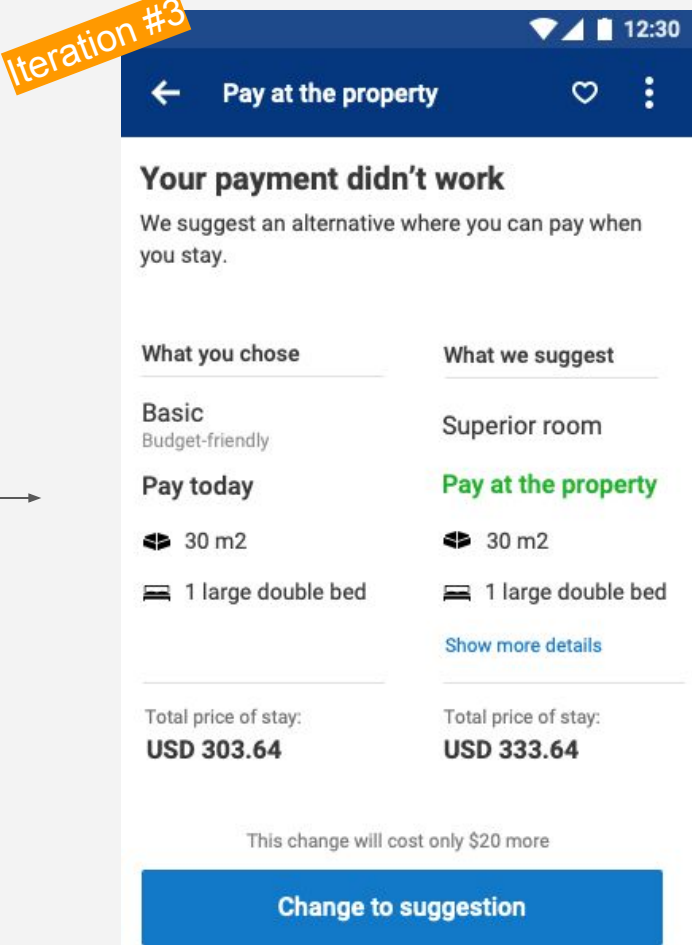 Iteration #3
12:30
Pay at the property
Your payment didn’t work
We suggest an alternative where you can pay when
you stay.
What you chose
What we suggest
Basic
Budget-friendly
Superior room
Pay today
Pay at the property
30 m2
30 m2
1 large double bed
1 large double bed
Show more details
Total price of stay:
Total price of stay:
USD 303.64
USD 333.64
This change will cost only $20 more
Change to suggestion